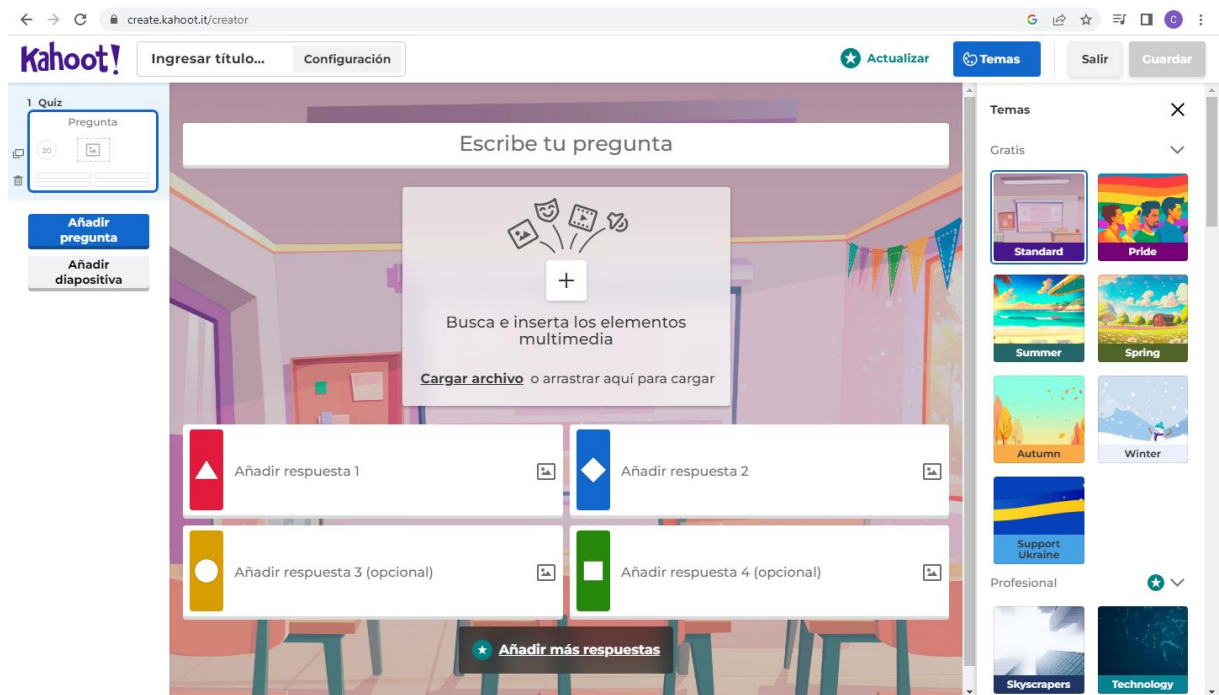 create.kahoot.it/creator
G
C
Kahoot!
Ingresar título...
Configuración
Actualizar
Temas
Salir
Guardar
1 Quiz
Pregunta
20
Añadir
pregunta
Añadir
diapositiva
Escribe tu pregunta
Busca e inserta los elementos
multimedia
Cargar archivo o arrastrar aquí para cargar
Añadir respuesta 1
Añadir respuesta 2
Añadir respuesta 3 (opcional)
Añadir respuesta 4 (opcional)
Añadir más respuestas
Temas
Gratis
Standard
Pride
Summer
Spring
Autumn
Winter
Support
Ukraine
Profesional
Skyscrapers
Technology